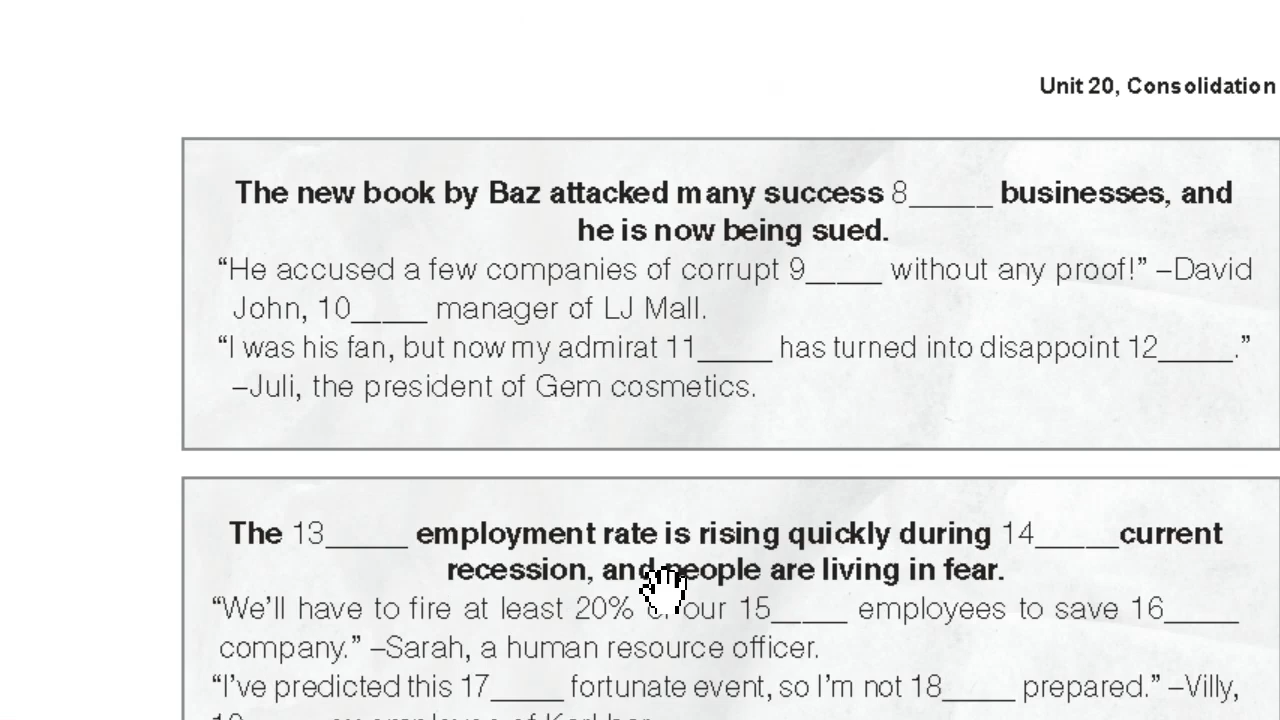 Unit 20, Consolidation
The new book by Baz attacked many success 8_____ businesses, and
he is now being sued.
“He accused a few companies of corrupt 9_____ without any proof!” –David
John, 10_____ manager of LJ Mall.
“I was his fan, but now my admirat 11_____ has turned into disappoint 12_____.”
–Juli, the president of Gem cosmetics.
The 13_____ employment rate is rising quickly during 14_____current
recession, and people are living in fear.
“We’ll have to fire at least 20% of our 15_____ employees to save 16_____
company.” –Sarah, a human resource officer.
“I’ve predicted this 17_____ fortunate event, so I’m not 18_____ prepared.” –Villy,